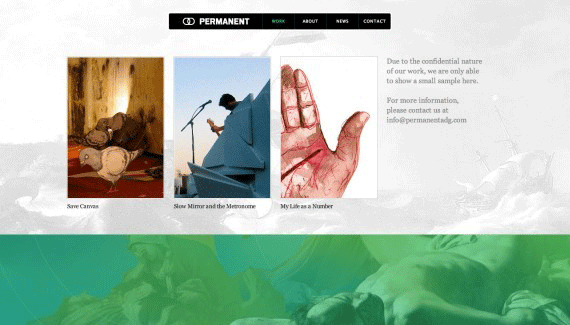 PERMANENT
WORK
ABOUT
NEWS
CONTACT
Due to the confidential nature
of our work, we are only able
to show a small sample here.
For more information,
please contact us at
info@permanentadg.com
Save Canvas
Slow Mirror and the Metronome
My Life as a Number